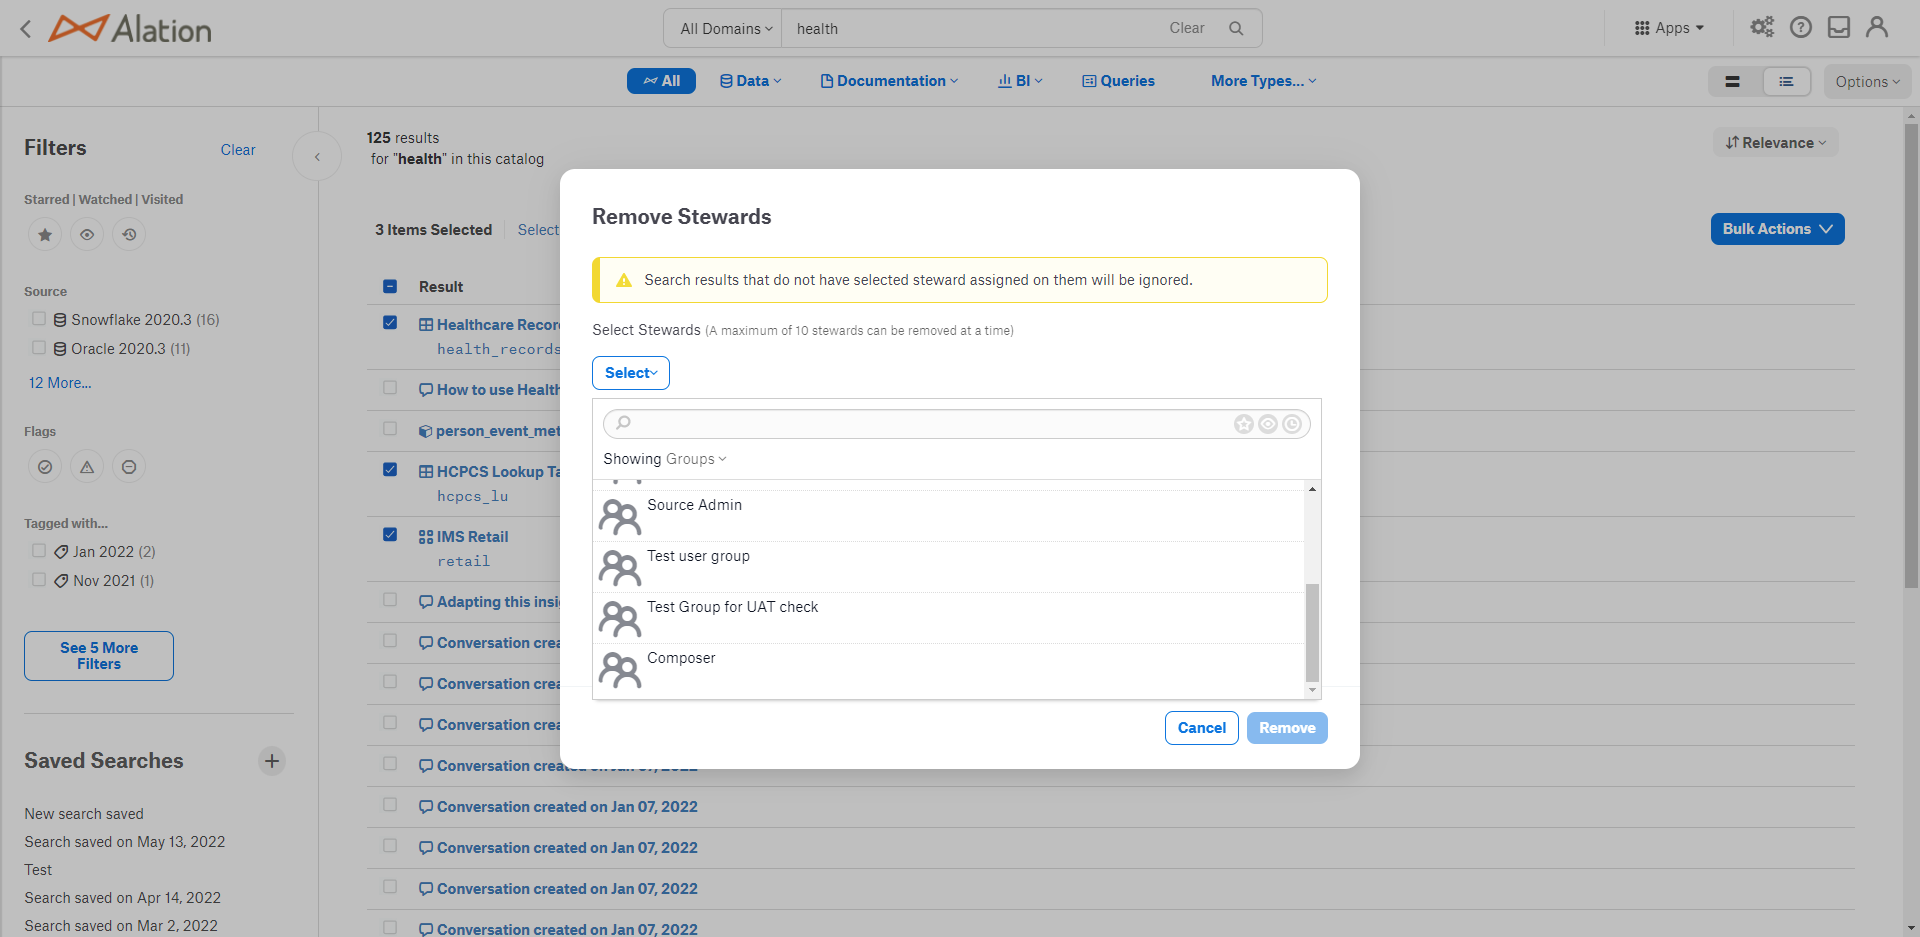 Alation
All Domains
health
Clear
Apps
All
Data
Documentation
BI
Queries
More Types...
Options
Filters
Clear
Starred | Watched | Visited
Source
Snowflake 2020.3 (16)
Oracle 2020.3 (11)
12 More...
Flags
Tagged with...
Jan 2022 (2)
Nov 2021 (1)
See 5 More
Filters
Saved Searches
New search saved
Search saved on May 13, 2022
Test
Search saved on Apr 14, 2022
Search saved on Mar 2, 2022
125 results
for "health" in this catalog
Relevance
3 Items Selected
Select
Bulk Actions
Result
Healthcare Recor
health_records
How to use Health
person_event_met
HCPCS Lookup Ta
hcpcs_lu
IMS Retail
retail
Adapting this insi
Conversation crea
Conversation crea
Conversation crea
Conversation created on Jan 07, 2022
Conversation created on Jan 07, 2022
Conversation created on Jan 07, 2022
Conversation created on Jan 07, 2022
Conversation created on Jan 07, 2022
Remove Stewards
Search results that do not have selected steward assigned on them will be ignored.
Select Stewards (A maximum of 10 stewards can be removed at a time)
Select
Showing Groups
Source Admin
Test user group
Test Group for UAT check
Composer
Cancel
Remove